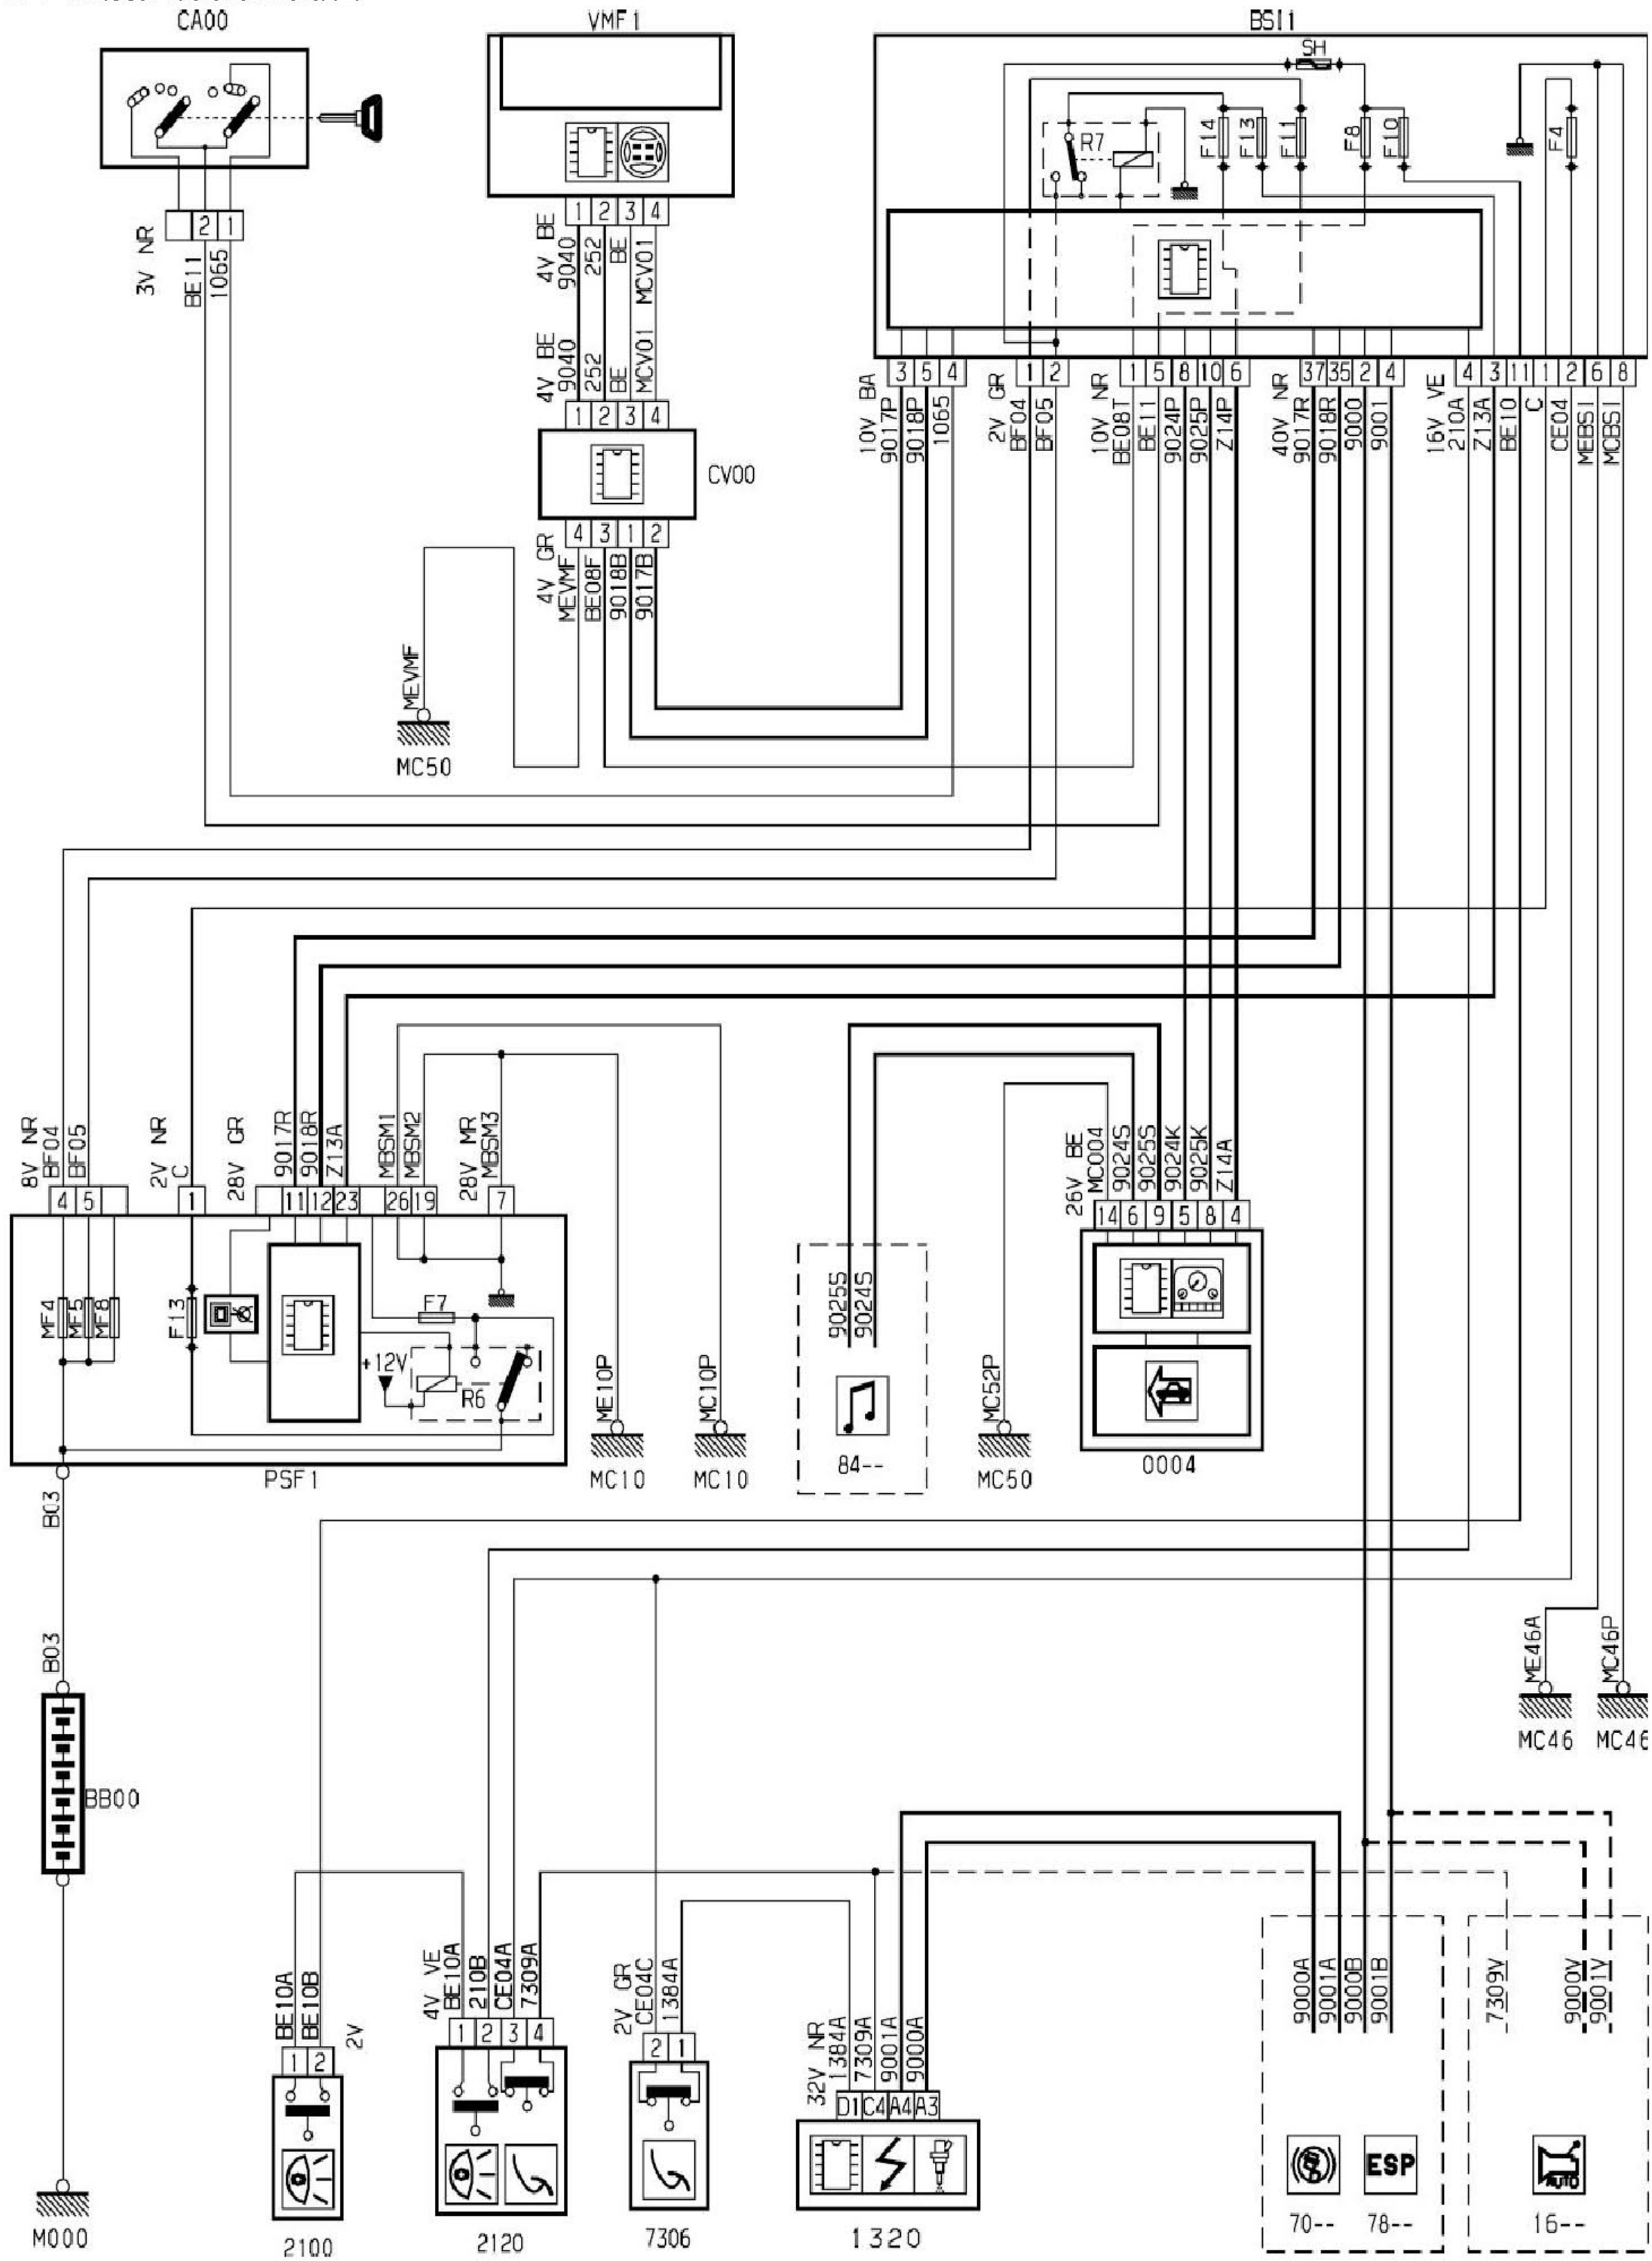 CA00
VMF1
BSI1
SH
R7
F14
F13
F11
F8
F10
F4
2 1
3V NR
BE11
1065
1 2 3 4
4V BE
9040
252
BE
MCV01
4V BE
9040
252
BE
MCV01
1 2 3 4
CV00
4 3 1 2
4V GR
MEVMF
BE08F
9018B
9017B
MEVMF
MC50
3 5 4
1 2
1 5 8 10 6
37 35 2 4
4 3 11 1 2 6 8
10V BA
9017P
9018P
1065
2V GR
BF04
BF05
10V NR
BE08T
BE11
9024P
9025P
Z14P
40V NR
9017R
9018R
9000
9001
16V VE
210A
Z13A
BE10
C
CE04
MEBSI
MCBSI
8V NR
BF04
BF05
2V NR
C
28V GR
9017R
9018R
Z13A
MBSM1
MBSM2
28V MR
MBSM3
4 5
1
11 12 23
26 19
7
MF4
MF5
MF8
F13
F7
+12V
R6
PSF1
ME10P
MC10
MC10P
MC10
9025S
9024S
84--
MC52P
MC50
26V BE
MC004
9024S
9025S
9024K
9025K
Z14A
14 6 9 5 8 4
0004
B03
B03
BB00
M000
ME46A
MC46P
MC46
MC46
BE10A
BE10B
2V
1 2
2100
4V VE
BE10A
210B
CE04A
7309A
1 2 3 4
2120
2V GR
CE04C
1384A
2 1
7306
32V NR
1384A
7309A
9001A
9000A
D1 C4 A4 A3
1320
9000A
9001A
9000B
9001B
ESP
70--
78--
7309V
9000V
9001V
AUTO
16--